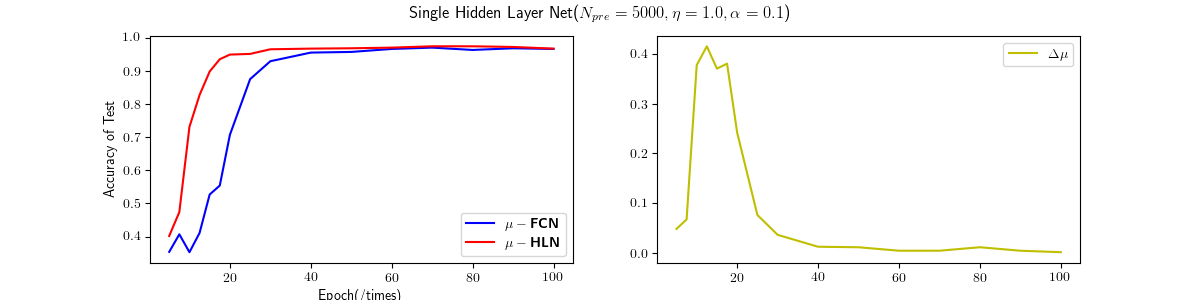 Single Hidden Layer Net(N_pre = 5000, η = 1.0, α = 0.1)
Accuracy of Test
1.0
0.9
0.8
0.7
0.6
0.5
0.4
20 40 60 80 100
Epoch(/times)
μ − FCN
μ − HLN
0.4
0.3
0.2
0.1
0.0
20 40 60 80 100
Δμ